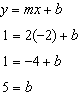 y = mx + b
1 = 2(-2) + b
1 = -4 + b
5 = b